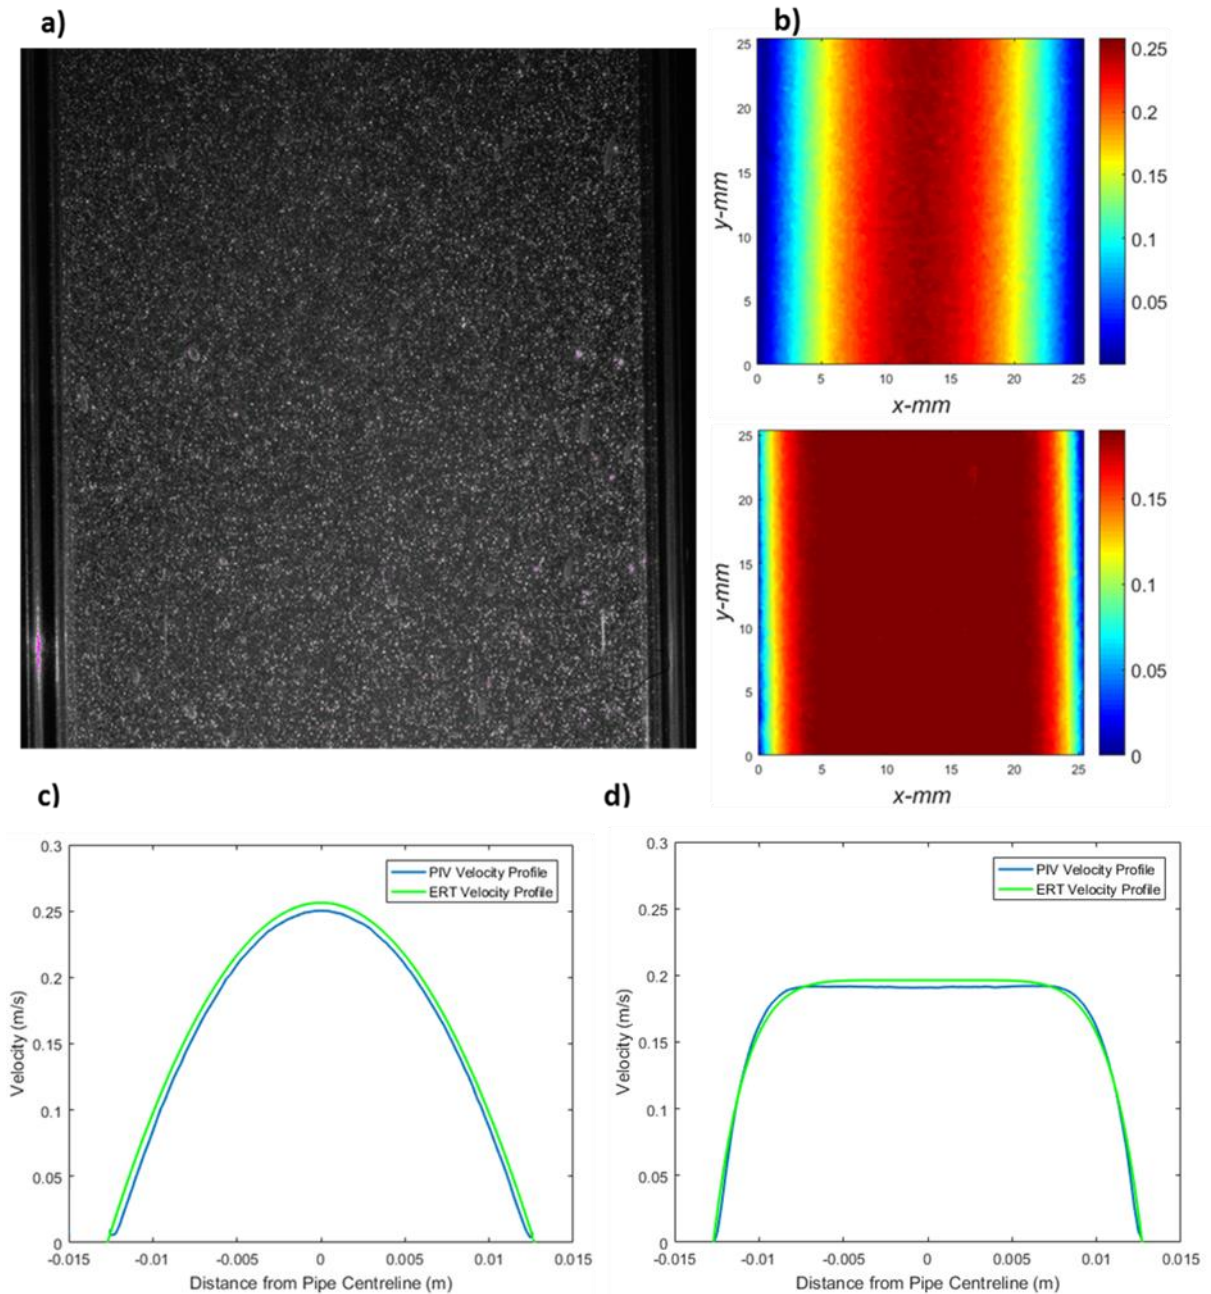 a)
b)
25
20
15
10
5
0
y-mm
0 5 10 15 20 25
x-mm
0.25
0.2
0.15
0.1
0.05
25
20
15
10
5
0
y-mm
0 5 10 15 20 25
x-mm
0.15
0.1
0.05
0
c)
0.3
0.25
0.2
0.15
0.1
0.05
0
Velocity (m/s)
PIV Velocity Profile
ERT Velocity Profile
-0.015 -0.01 -0.005 0 0.005 0.01 0.015
Distance from Pipe Centreline (m)
d)
0.3
0.25
0.2
0.15
0.1
0.05
0
Velocity (m/s)
PIV Velocity Profile
ERT Velocity Profile
-0.015 -0.01 -0.005 0 0.005 0.01 0.015
Distance from Pipe Centreline (m)